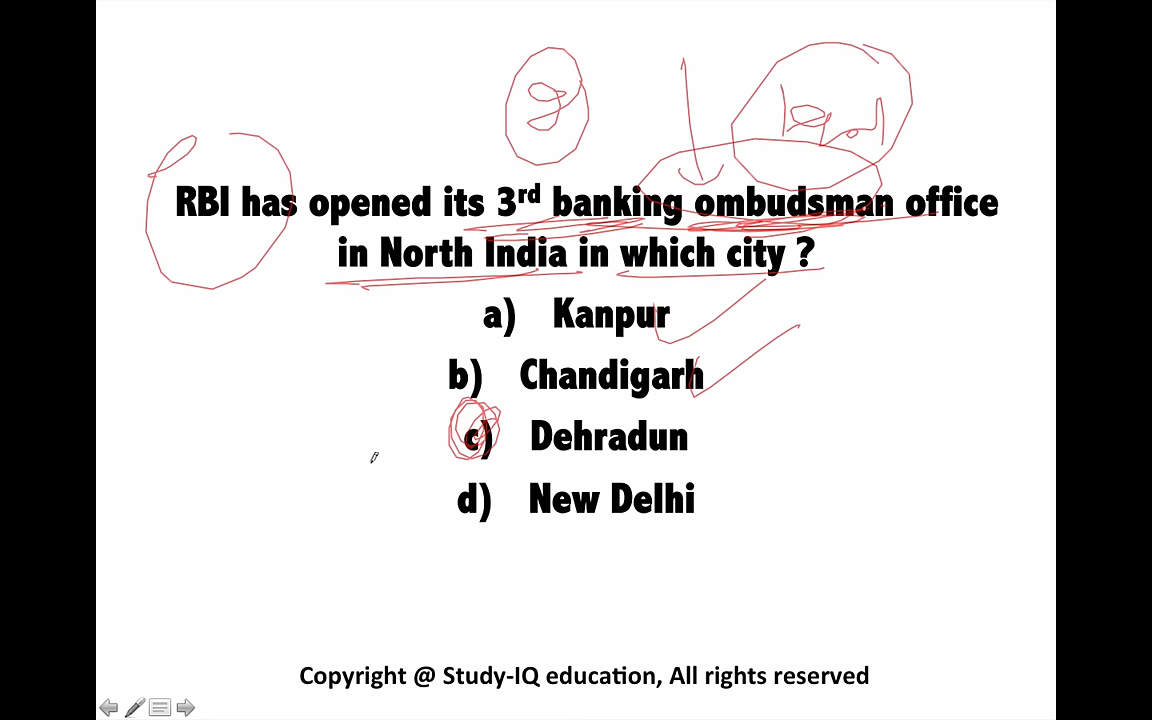 RBI has opened its 3rd banking ombudsman office
in North India in which city ?
a) Kanpur
b) Chandigarh
c) Dehradun
d) New Delhi
Copyright @ Study-IQ education, All rights reserved